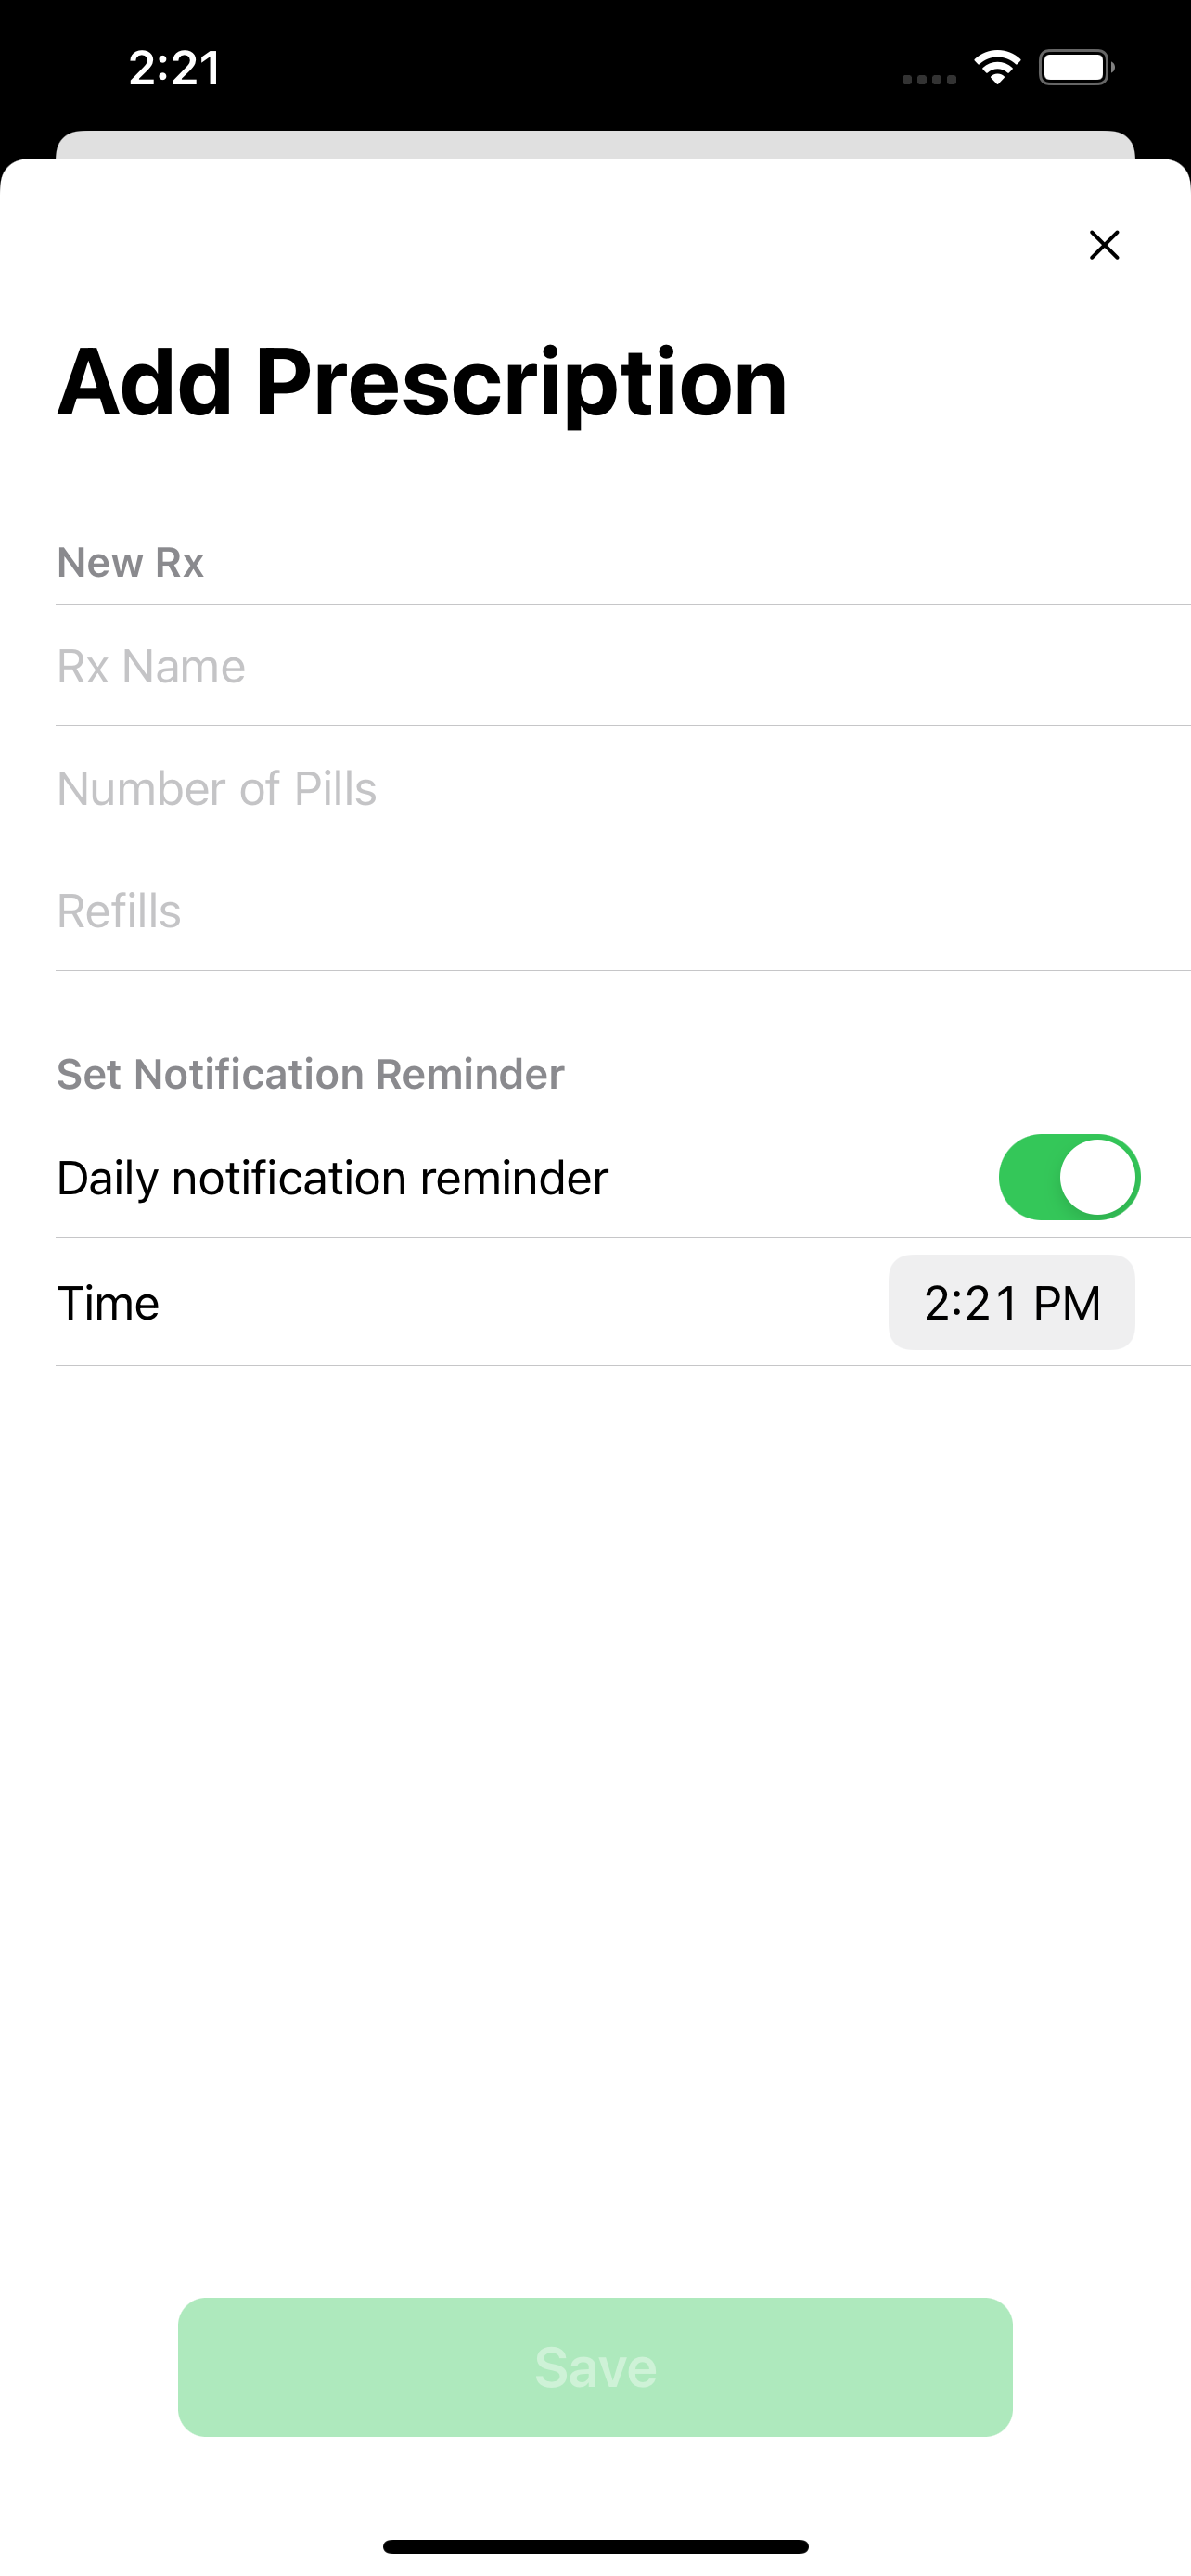 2:21
Add Prescription
New Rx
Rx Name
Number of Pills
Refills
Set Notification Reminder
Daily notification reminder
Time
2:21 PM
Save